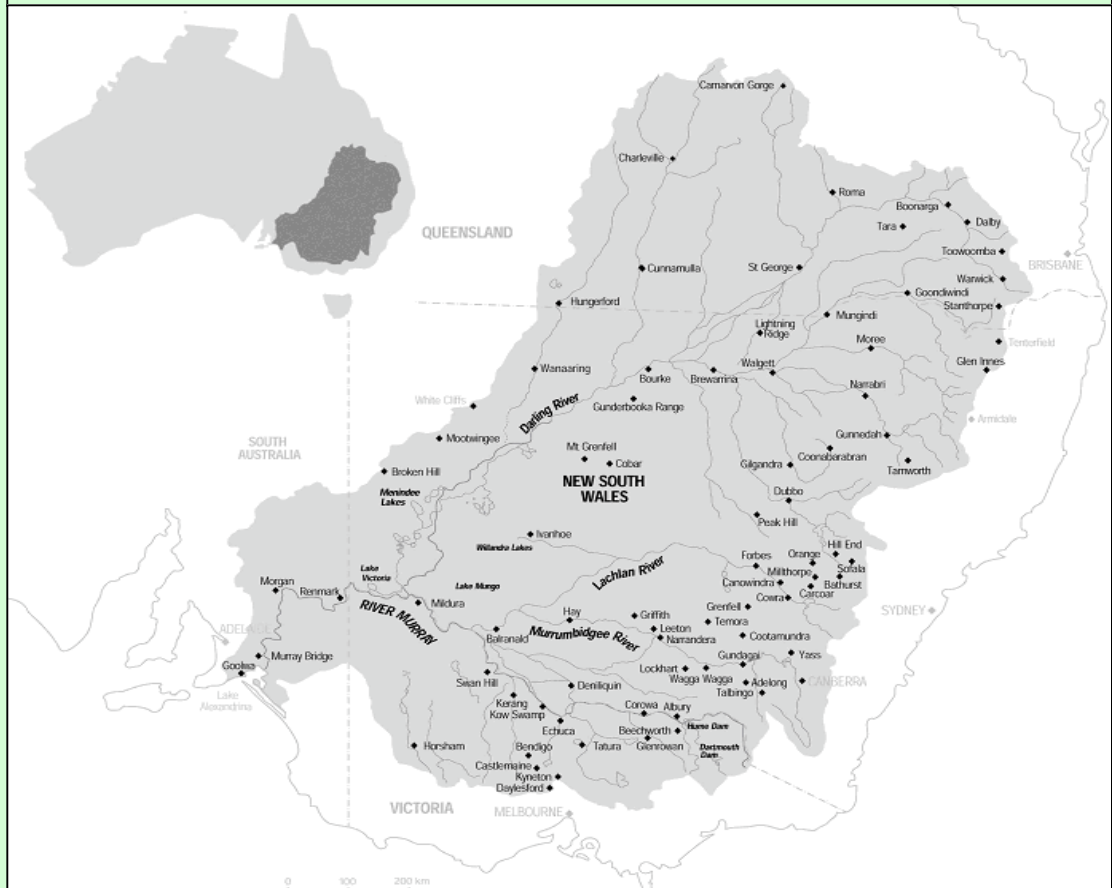 Carnarvon Gorge
Charleville
Roma
Boonarga
Dalby
Tara
QUEENSLAND
Toowoomba
BRISBANE
Cunnamulla
St George
Warwick
Goondiwindi
Stanthorpe
Hungerford
Mungindi
Lightning
Ridge
Moree
Tenterfield
Glen Innes
Walgett
Wanaaring
Bourke
Brewarrina
Narrabri
White Cliffs
Darling River
Gunderbooka Range
Armidale
Mootwingee
Gunnedah
SOUTH
AUSTRALIA
Mt Grenfell
Coonabarabran
Cobar
Gilgandra
Tamworth
Broken Hill
NEW SOUTH
WALES
Menindee
Lakes
Dubbo
Peak Hill
Ivanhoe
Willandra Lakes
Hill End
Forbes
Orange
Sofala
Lake
Victoria
Lachlan River
Millthorpe
Morgan
Lake Mungo
Canowindra
Bathurst
Renmark
Carcoar
Cowra
Mildura
RIVER MURRAY
Grenfell
SYDNEY
Hay
Griffith
Temora
ADELAIDE
Leeton
Balranald
Murrumbidgee River
Narrandera
Cootamundra
Murray Bridge
Gundagai
Yass
Goolwa
Lockhart
Wagga Wagga
Swan Hill
Deniliquin
Adelong
CANBERRA
Talbingo
Lake
Alexandrina
Kerang
Corowa
Albury
Kow Swamp
Hume Dam
Echuca
Beechworth
Horsham
Bendigo
Tatura
Glenrowan
Dartmouth
Dam
Castlemaine
Kyneton
Daylesford
VICTORIA
MELBOURNE
0 100 200 km